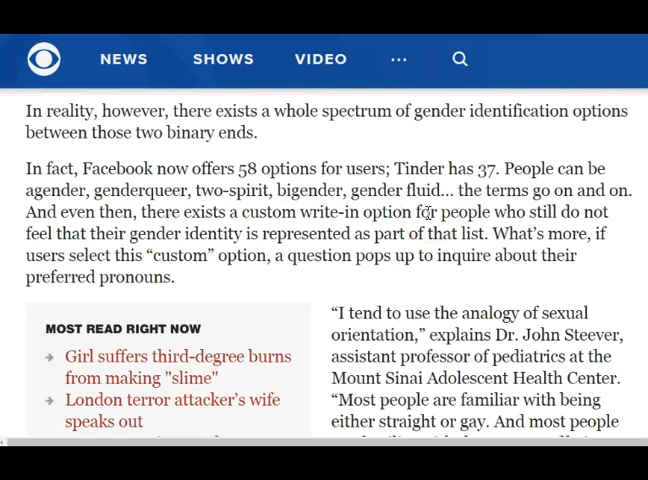 NEWS SHOWS VIDEO ...
In reality, however, there exists a whole spectrum of gender identification options
between those two binary ends.
In fact, Facebook now offers 58 options for users; Tinder has 37. People can be
agender, genderqueer, two-spirit, bigender, gender fluid... the terms go on and on.
And even then, there exists a custom write-in option for people who still do not
feel that their gender identity is represented as part of that list. What's more, if
users select this “custom” option, a question pops up to inquire about their
preferred pronouns.
MOST READ RIGHT NOW
Girl suffers third-degree burns
from making "slime"
London terror attacker's wife
speaks out
“I tend to use the analogy of sexual
orientation,” explains Dr. John Steever,
assistant professor of pediatrics at the
Mount Sinai Adolescent Health Center.
“Most people are familiar with being
either straight or gay. And most people